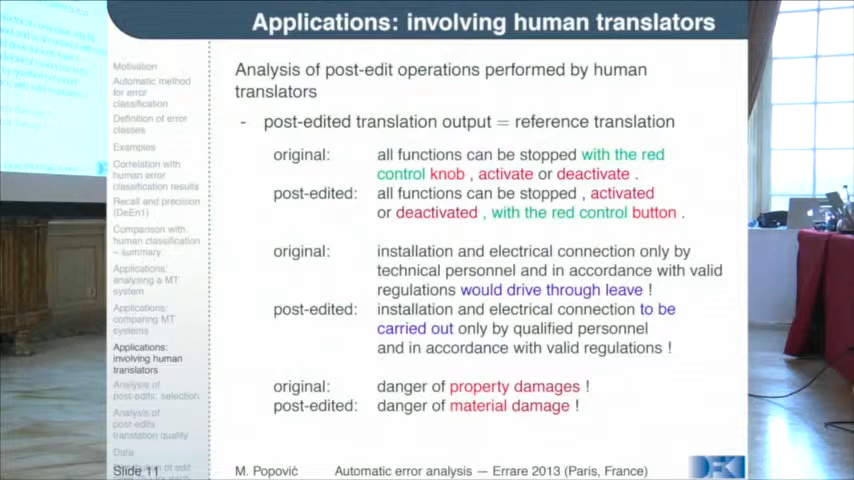 Applications: involving human translators
Motivation
Automatic method
for error
classification
Definition of error
classes
Examples
Correlation with
human error
classification results
Recall and precision
(DeEn1)
Comparison with
human classification
– summary
Applications:
analysing a MT
system
Applications:
comparing MT
systems
Applications:
involving human
translators
Analysis of
post-edits: selection
Analysis of
post-edits
translation quality
Data
Slide 11
Analysis of post-edit operations performed by human
translators
- post-edited translation output = reference translation
original: all functions can be stopped with the red
control knob , activate or deactivate .
post-edited: all functions can be stopped , activated
or deactivated , with the red control button .
original: installation and electrical connection only by
technical personnel and in accordance with valid
regulations would drive through leave !
post-edited: installation and electrical connection to be
carried out only by qualified personnel
and in accordance with valid regulations !
original: danger of property damages !
post-edited: danger of material damage !
M. Popović Automatic error analysis — Errare 2013 (Paris, France)
DFKI